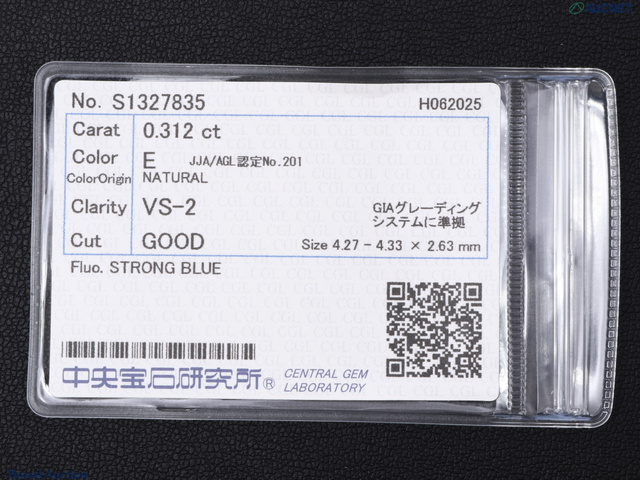 No. S1327835 H062025
Carat 0.312 ct
Color E JJA/AGL認定No.201
ColorOrigin NATURAL
Clarity VS-2 GIAグレーディング
システムに準拠
Cut GOOD Size 4.27 - 4.33 × 2.63 mm
Fluo. STRONG BLUE
中央宝石研究所® CENTRAL GEM
LABORATORY